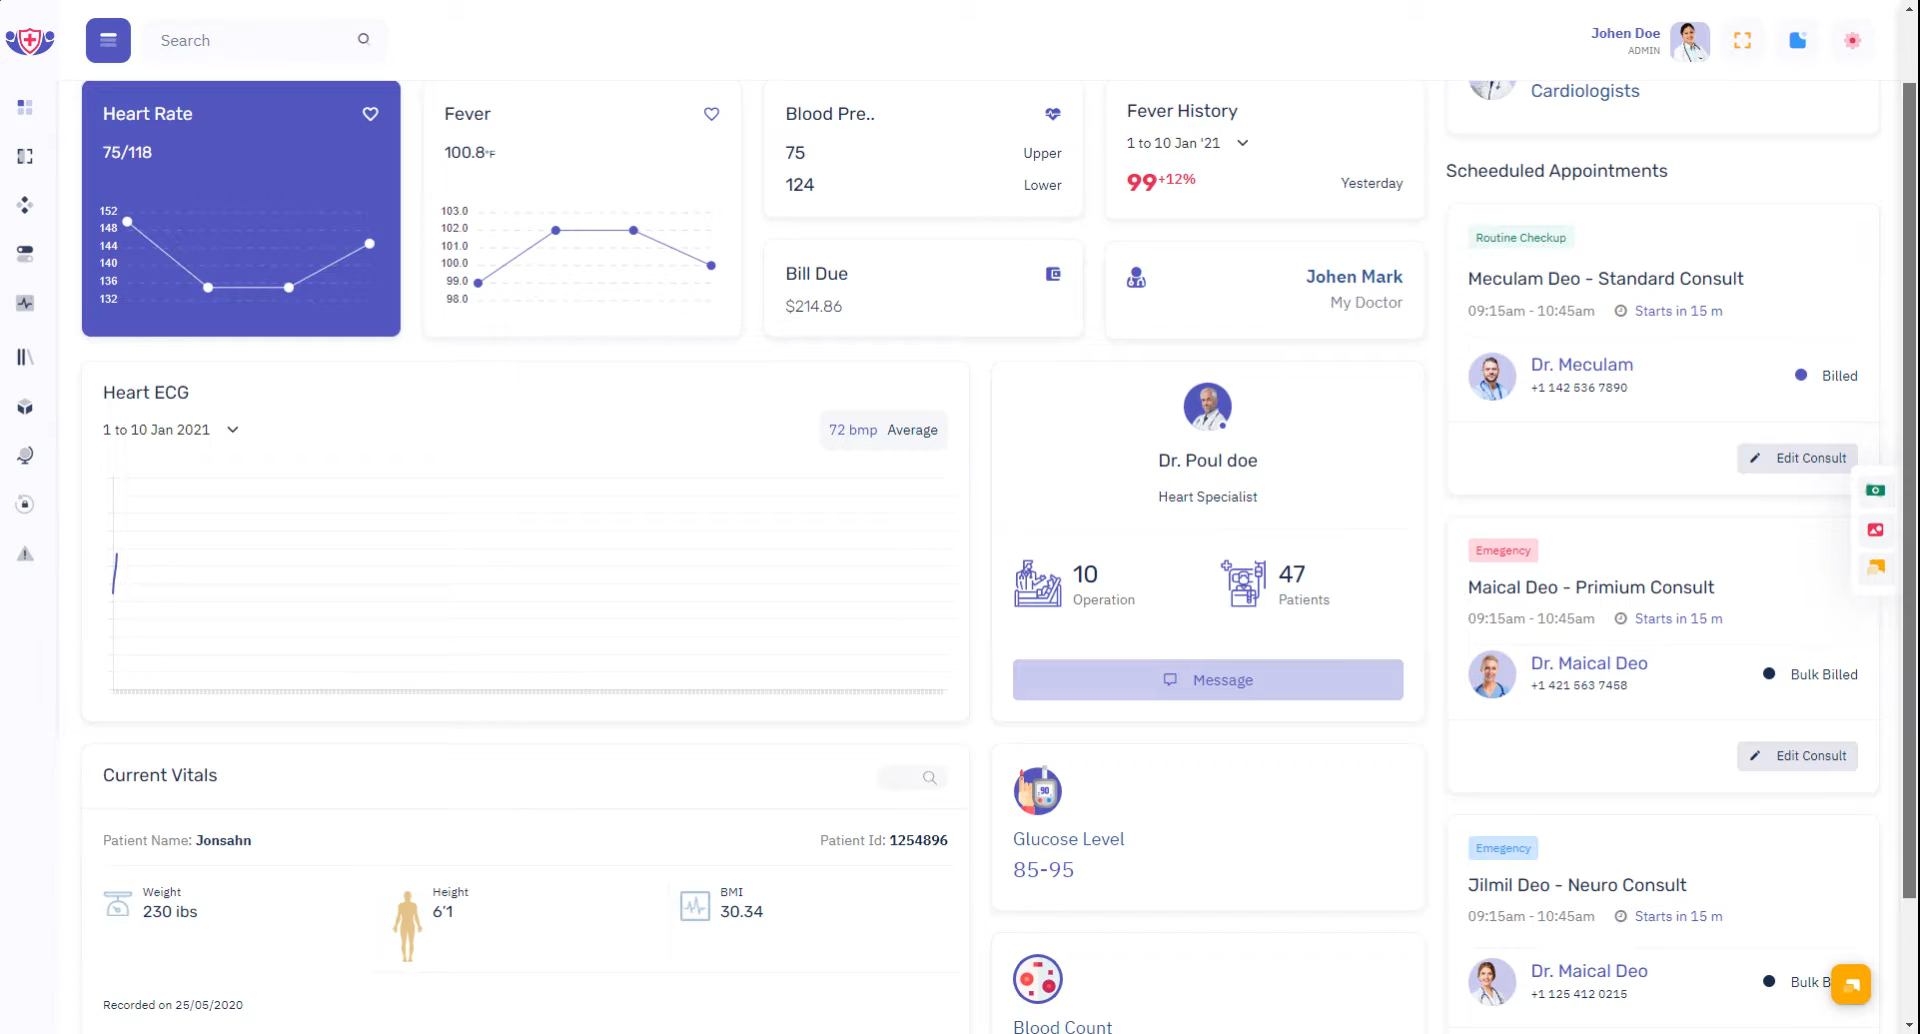 Search
Johen Doe
ADMIN
Heart Rate
75/118
152
148
144
140
136
132
Fever
100.8°F
103.0
102.0
101.0
100.0
99.0
98.0
Blood Pre..
75 Upper
124 Lower
Bill Due
$214.86
Fever History
1 to 10 Jan '21
99+12% Yesterday
Johen Mark
My Doctor
Cardiologists
Scheeduled Appointments
Routine Checkup
Meculam Deo - Standard Consult
09:15am - 10:45am Starts in 15 m
Dr. Meculam
+1 142 536 7890
Billed
Edit Consult
Emegency
Maical Deo - Primium Consult
09:15am - 10:45am Starts in 15 m
Dr. Maical Deo
+1 421 563 7458
Bulk Billed
Edit Consult
Emegency
Jilmil Deo - Neuro Consult
09:15am - 10:45am Starts in 15 m
Dr. Maical Deo
+1 125 412 0215
Bulk B
Heart ECG
1 to 10 Jan 2021
72 bmp Average
Dr. Poul doe
Heart Specialist
10
Operation
47
Patients
Message
Current Vitals
Patient Name: Jonsahn
Patient Id: 1254896
Weight
230 ibs
Height
6'1
BMI
30.34
Recorded on 25/05/2020
90
Glucose Level
85-95
Blood Count